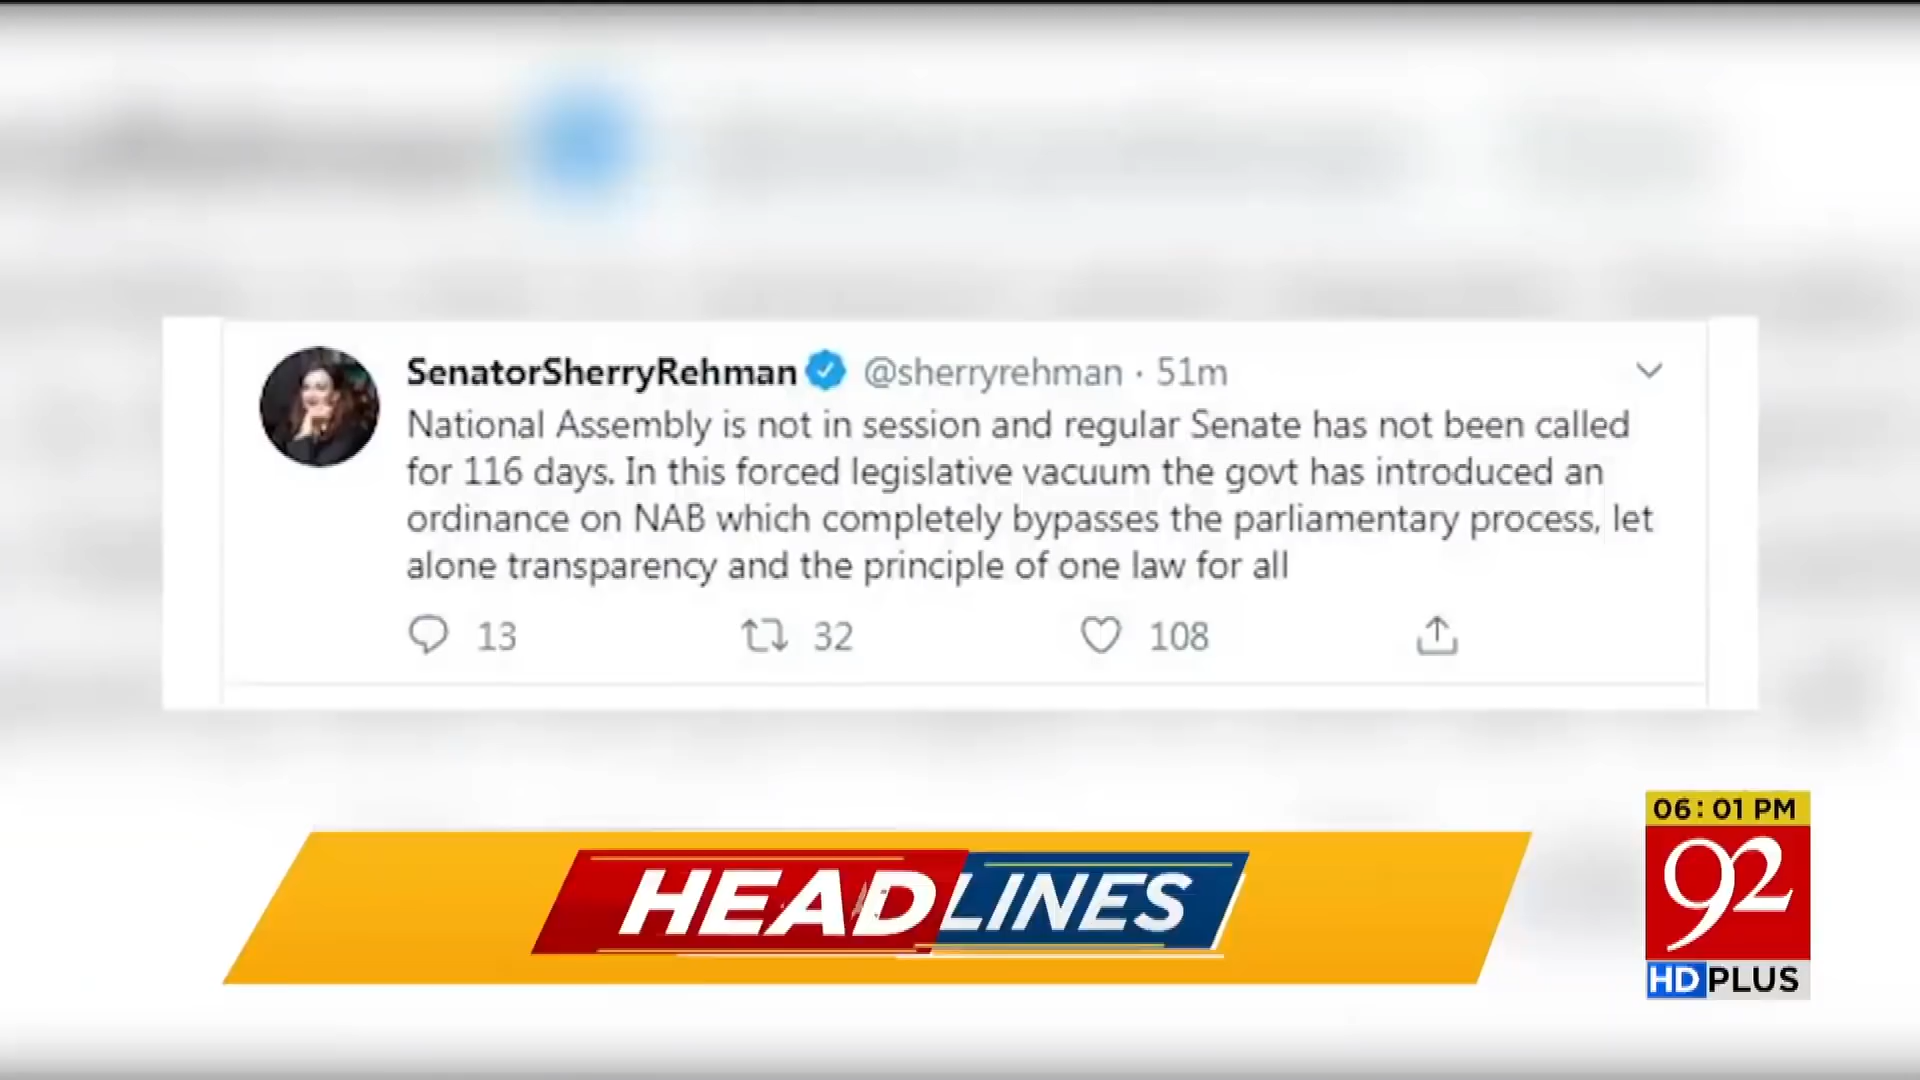 SenatorSherryRehman @sherryrehman · 51m
National Assembly is not in session and regular Senate has not been called
for 116 days. In this forced legislative vacuum the govt has introduced an
ordinance on NAB which completely bypasses the parliamentary process, let
alone transparency and the principle of one law for all
13 32 108
HEADLINES
06:01 PM
92
HD PLUS